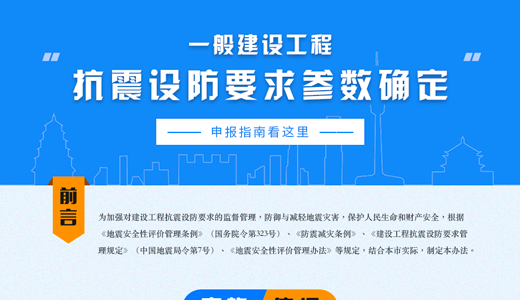 一般建设工程
“抗震设防要求参数确定”
申报指南看这里
前言
为加强对建设工程抗震设防要求的监督管理，防御与减轻地震灾害，保护人民生命和财产安全，根据
《地震安全性评价管理条例》（国务院令第323号）、《防震减灾条例》、《建设工程抗震设防要求管
理规定》（中国地震局令第7号）、《地震安全性评价管理办法》等规定，结合本市实际，制定本办法。